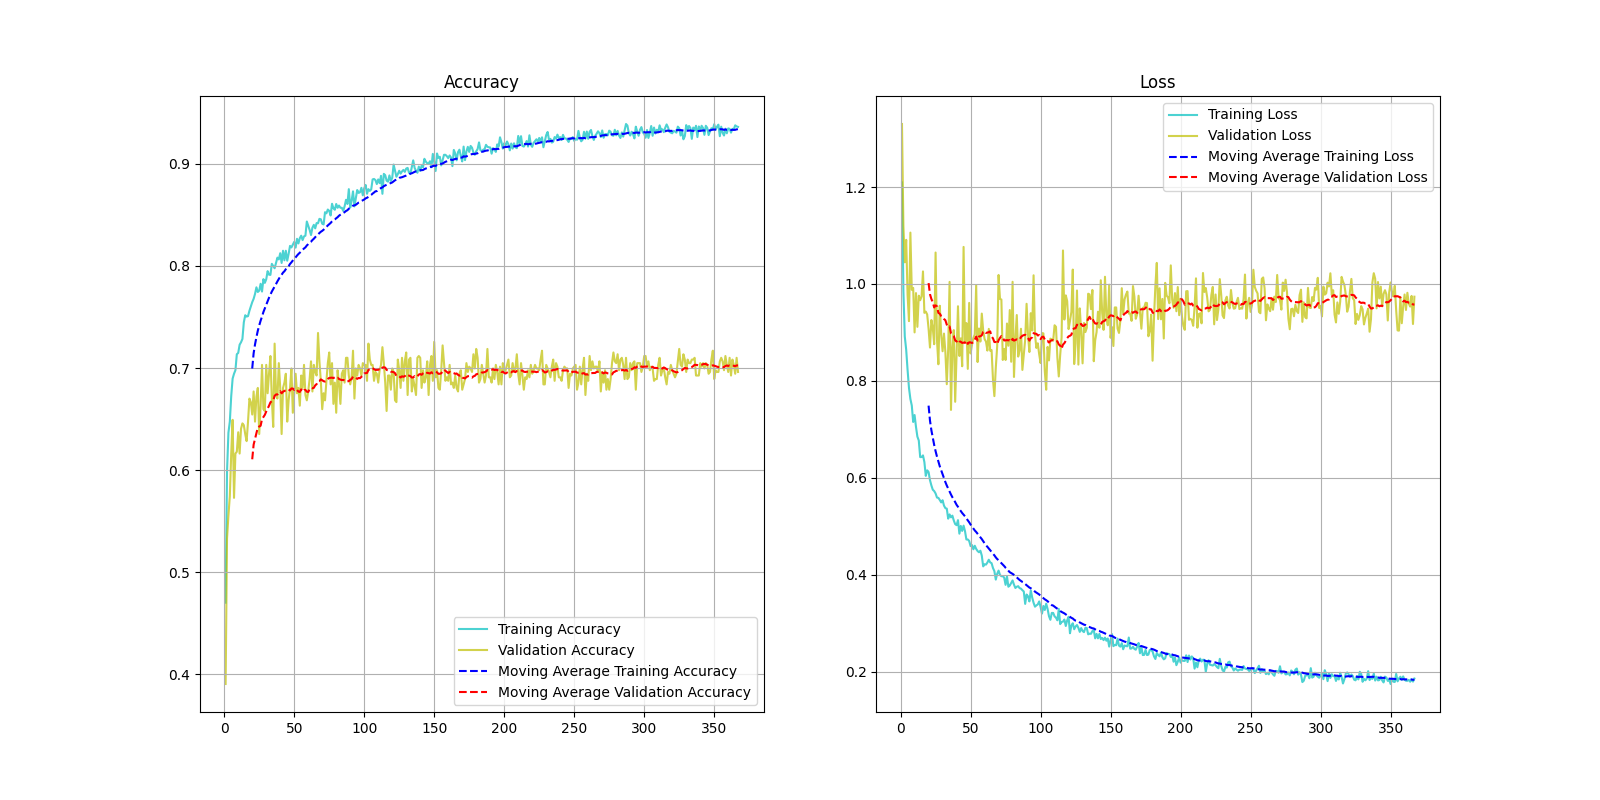 Accuracy
0.9
0.8
0.7
0.6
0.5
0.4
0 50 100 150 200 250 300 350
Training Accuracy
Validation Accuracy
Moving Average Training Accuracy
Moving Average Validation Accuracy
Loss
1.2
1.0
0.8
0.6
0.4
0.2
0 50 100 150 200 250 300 350
Training Loss
Validation Loss
Moving Average Training Loss
Moving Average Validation Loss